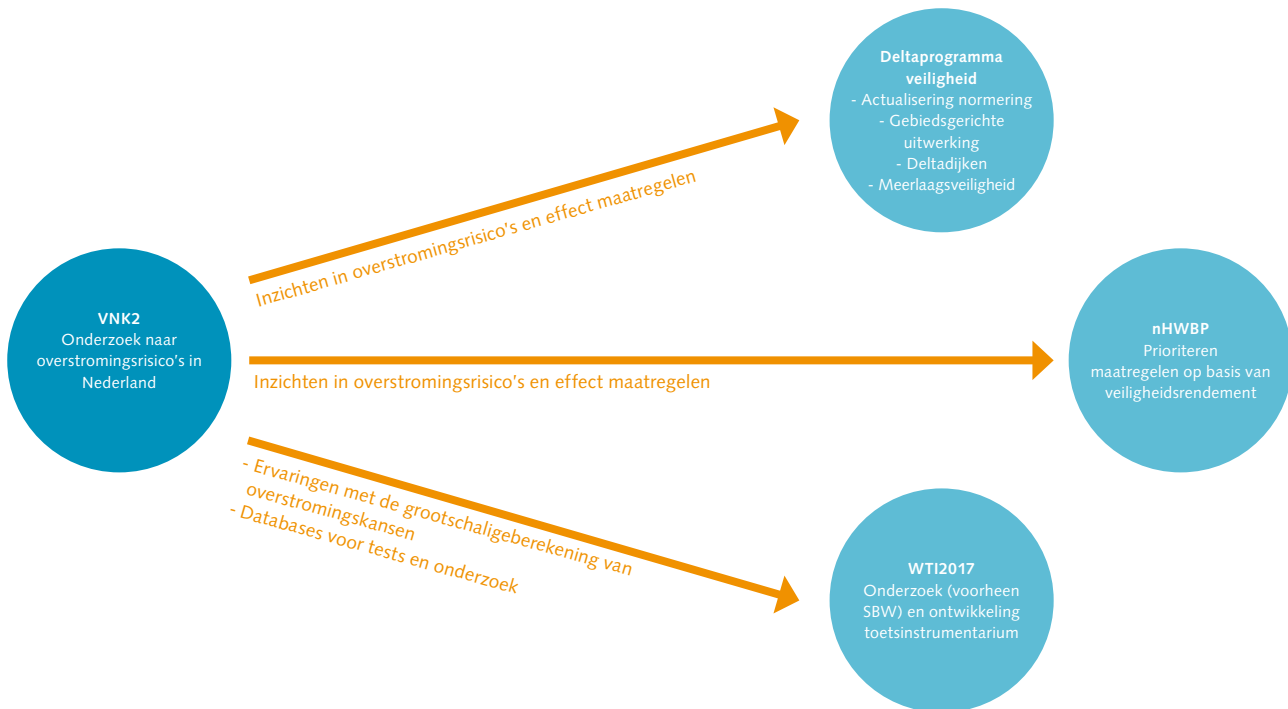 VNK2
Onderzoek naar
overstromingsrisico's in
Nederland
Inzichten in overstromingsrisico's en effect maatregelen
Deltaprogramma
veiligheid
- Actualisering normering
- Gebiedsgerichte
uitwerking
- Deltadijken
- Meerlaagsveiligheid
Inzichten in overstromingsrisico's en effect maatregelen
nHWBP
Prioriteren
maatregelen op basis van
veiligheidsrendement
- Ervaringen met de grootschaligeberekening van
overstromingskansen
- Databases voor tests en onderzoek
WTI2017
Onderzoek (voorheen
SBW) en ontwikkeling
toetsinstrumentarium